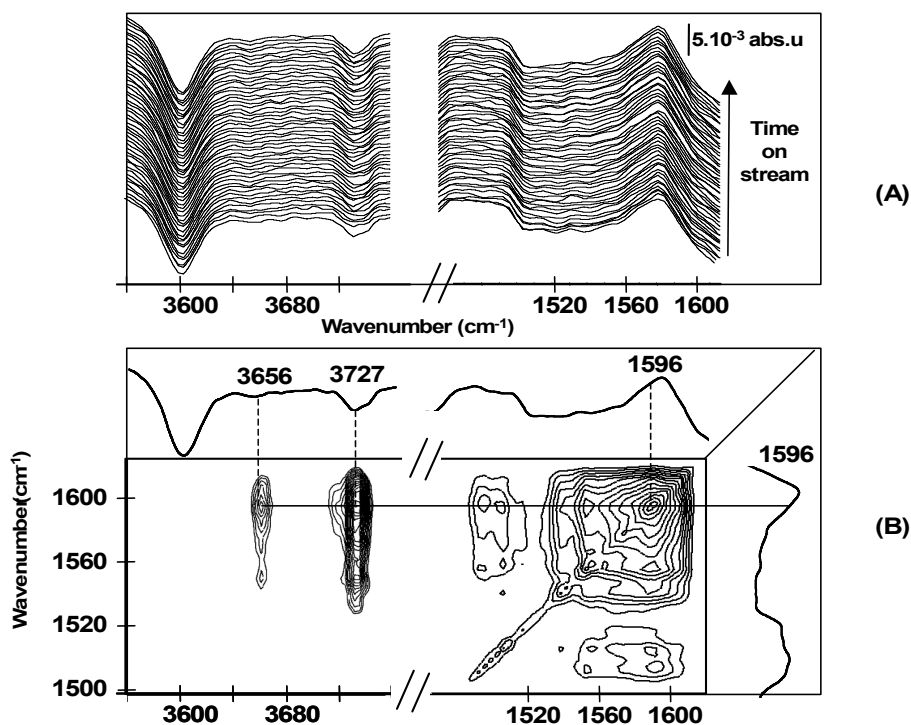 5.10⁻³ abs.u
Time
on
stream
(A)
3600 3680 1520 1560 1600
Wavenumber (cm⁻¹)
3656 3727 1596
1596
Wavenumber(cm⁻¹)
1600
1560
1520
1500
(B)
3600 3680 1520 1560 1600